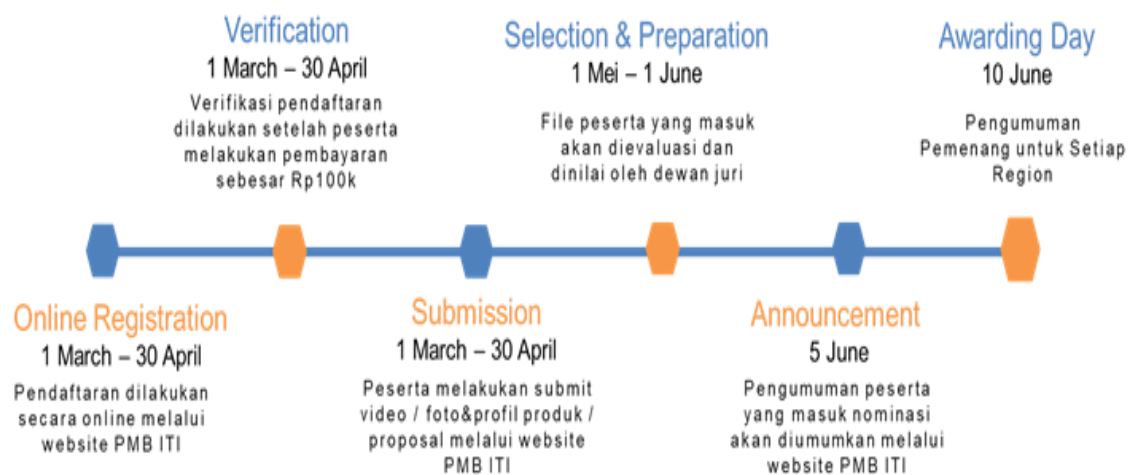 Verification
1 March – 30 April
Verifikasi pendaftaran
dilakukan setelah peserta
melakukan pembayaran
sebesar Rp100k
Selection & Preparation
1 Mei – 1 June
File peserta yang masuk
akan dievaluasi dan
dinilai oleh dewan juri
Awarding Day
10 June
Pengumuman
Pemenang untuk Setiap
Region
Online Registration
1 March – 30 April
Pendaftaran dilakukan
secara online melalui
website PMB ITI
Submission
1 March – 30 April
Peserta melakukan submit
video / foto&profil produk /
proposal melalui website
PMB ITI
Announcement
5 June
Pengumuman peserta
yang masuk nominasi
akan diumumkan melalui
website PMB ITI